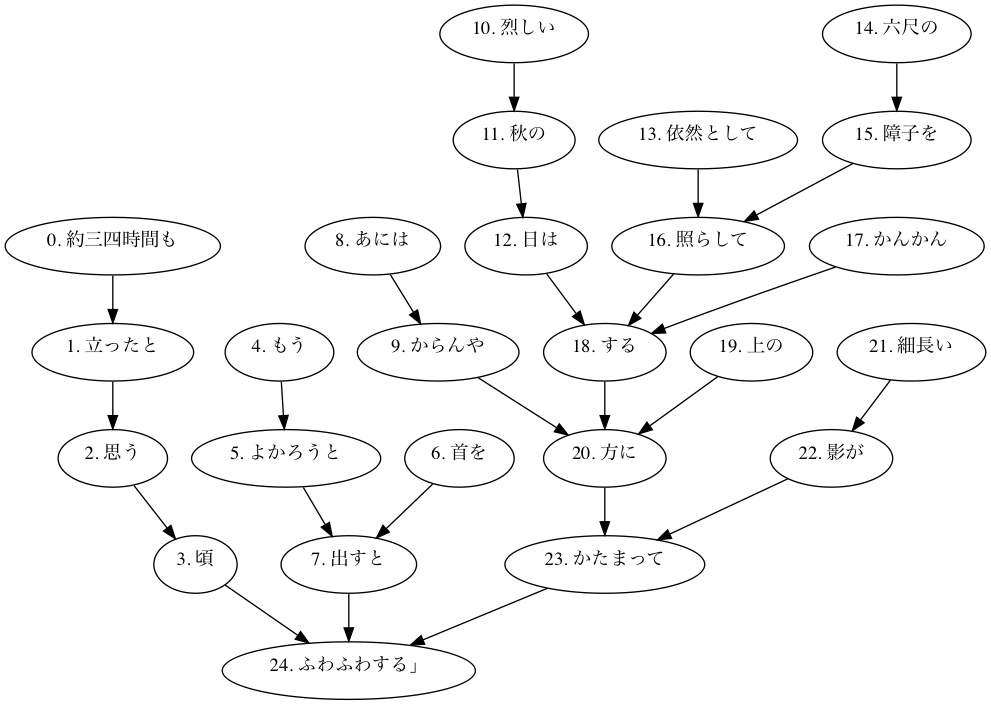 10. 烈しい
14. 六尺の
11. 秋の
13. 依然として
15. 障子を
0. 約三四時間も
8. あには
12. 日は
16. 照らして
17. かんかん
1. 立ったと
4. もう
9. からんや
18. する
19. 上の
21. 細長い
2. 思う
5. よかろうと
6. 首を
20. 方に
22. 影が
3. 頃
7. 出すと
23. かたまって
24. ふわふわする」